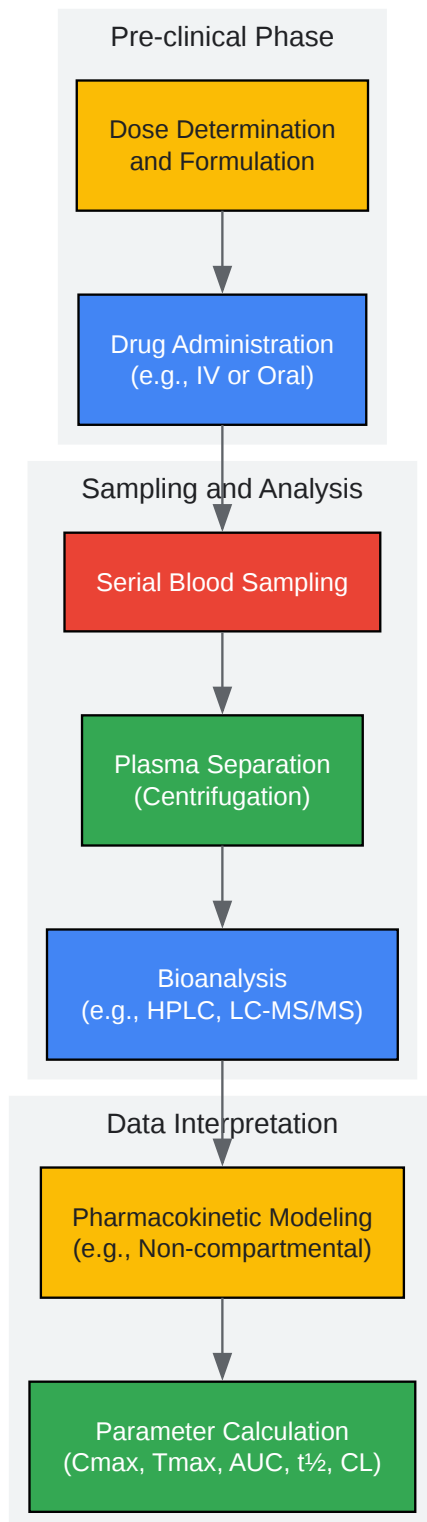 Pre-clinical Phase
Dose Determination
and Formulation
Drug Administration
(e.g., IV or Oral)
Sampling and Analysis
Serial Blood Sampling
Plasma Separation
(Centrifugation)
Bioanalysis
(e.g., HPLC, LC-MS/MS)
Data Interpretation
Pharmacokinetic Modeling
(e.g., Non-compartmental)
Parameter Calculation
(Cmax, Tmax, AUC, t½, CL)